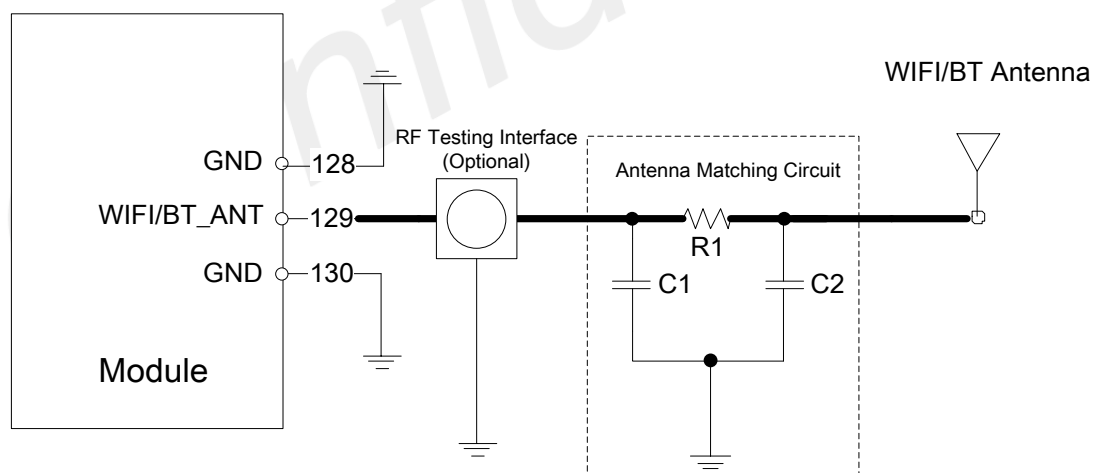 WIFI/BT Antenna
RF Testing Interface
(Optional)
Antenna Matching Circuit
GND 128
WIFI/BT_ANT 129
R1
GND 130
C1
C2
Module